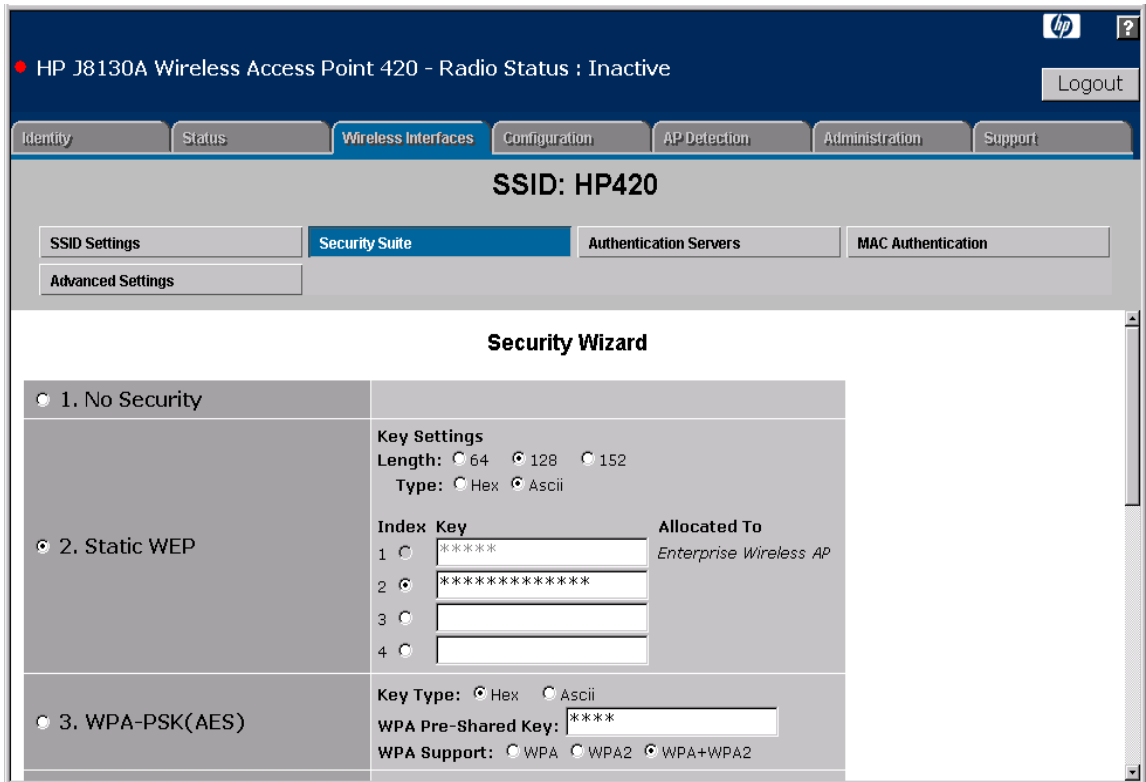 hp ?
HP J8130A Wireless Access Point 420 - Radio Status : Inactive
Logout
Identity Status Wireless Interfaces Configuration AP Detection Administration Support
SSID: HP420
SSID Settings Security Suite Authentication Servers MAC Authentication
Advanced Settings
Security Wizard
1. No Security
Key Settings
Length: 64 128 152
Type: Hex Ascii
2. Static WEP
Index Key Allocated To
1 ***** Enterprise Wireless AP
2 *************
3
4
3. WPA-PSK(AES)
Key Type: Hex Ascii
WPA Pre-Shared Key: ****
WPA Support: WPA WPA2 WPA+WPA2